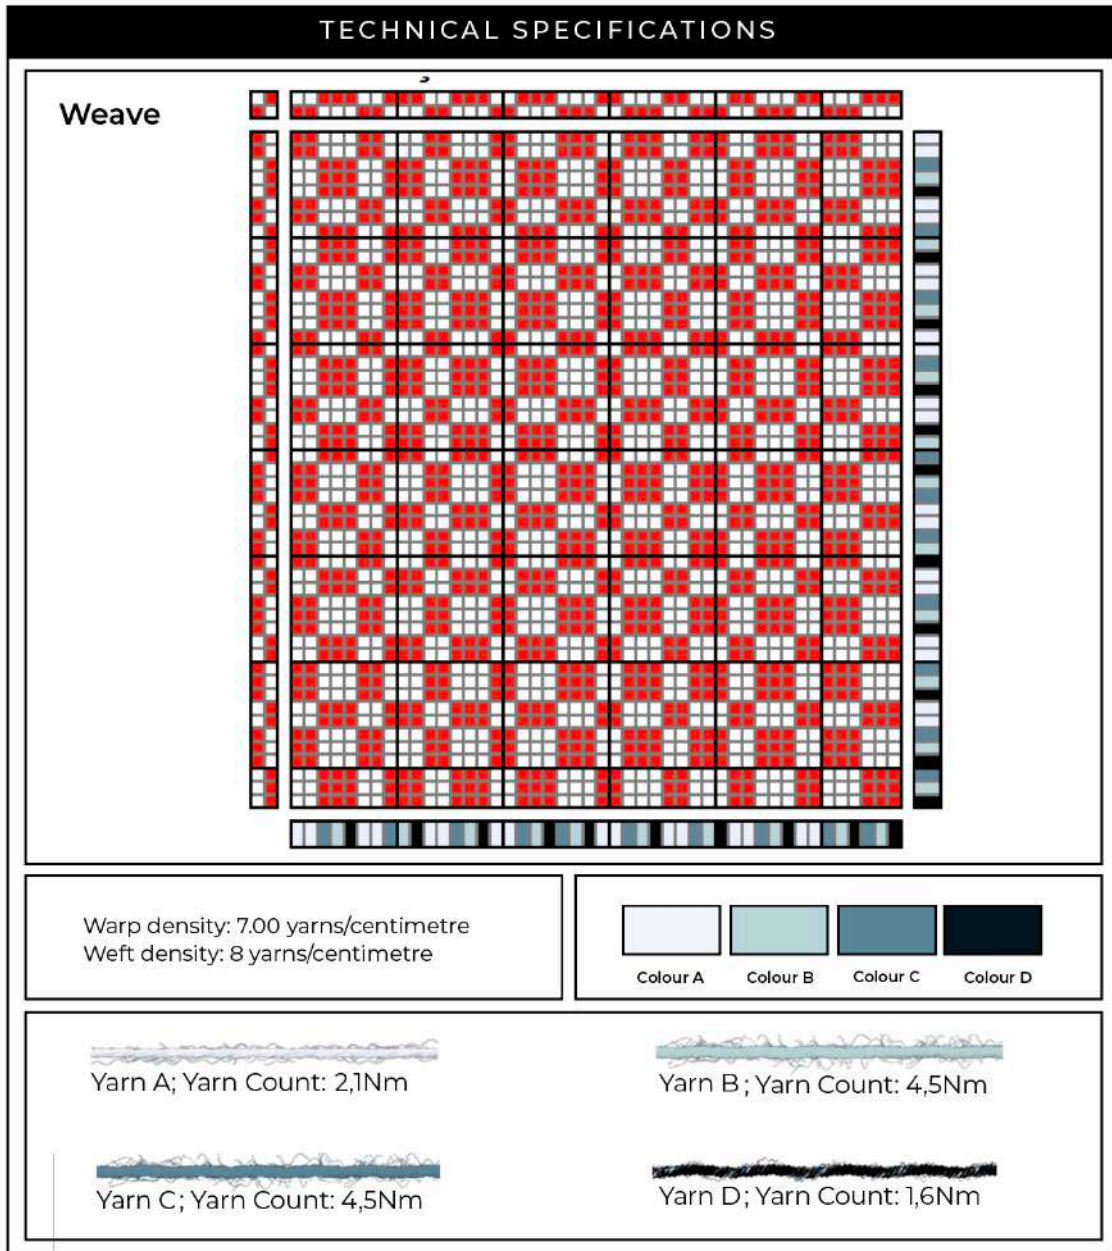 TECHNICAL SPECIFICATIONS
Weave
Warp density: 7.00 yarns/centimetre
Weft density: 8 yarns/centimetre
Colour A
Colour B
Colour C
Colour D
Yarn A; Yarn Count: 2,1Nm
Yarn B; Yarn Count: 4,5Nm
Yarn C; Yarn Count: 4,5Nm
Yarn D; Yarn Count: 1,6Nm